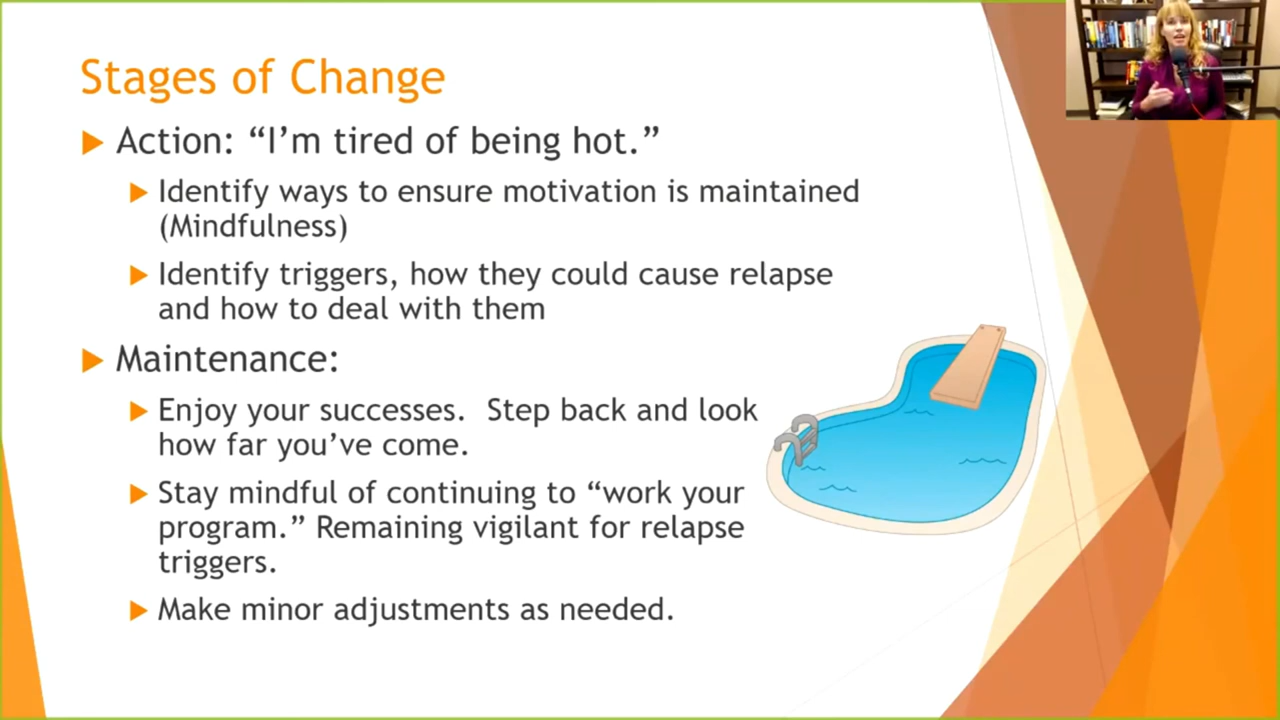 Stages of Change
Action: “I’m tired of being hot.”
Identify ways to ensure motivation is maintained
(Mindfulness)
Identify triggers, how they could cause relapse
and how to deal with them
Maintenance:
Enjoy your successes.  Step back and look
how far you’ve come.
Stay mindful of continuing to “work your
program.” Remaining vigilant for relapse
triggers.
Make minor adjustments as needed.